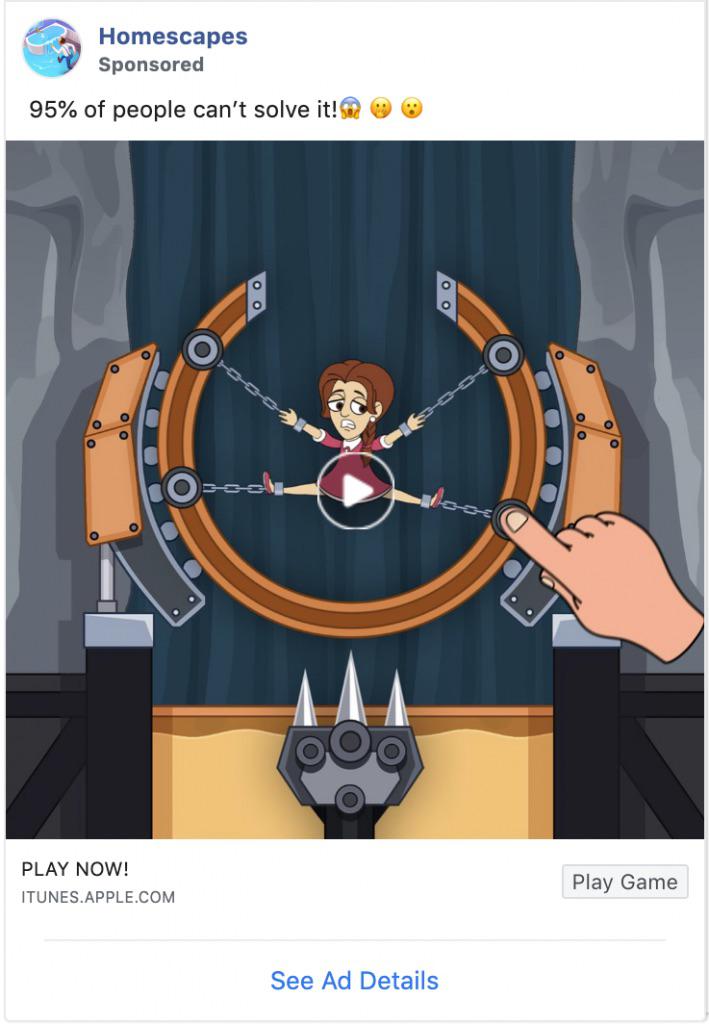 Homescapes
Sponsored
95% of people can’t solve it!😱 🤭 😮
PLAY NOW!
ITUNES.APPLE.COM
Play Game
See Ad Details